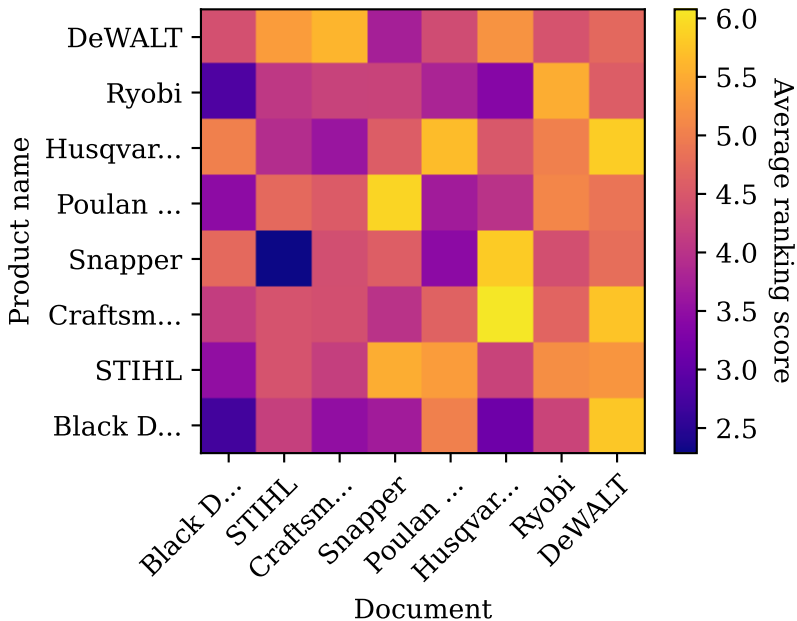 DeWALT
Ryobi
Husqvar...
Poulan ...
Snapper
Craftsm...
STIHL
Black D...
Product name
Black D...
STIHL
Craftsm...
Snapper
Poulan ...
Husqvar...
Ryobi
DeWALT
Document
6.0
5.5
5.0
4.5
4.0
3.5
3.0
2.5
Average ranking score